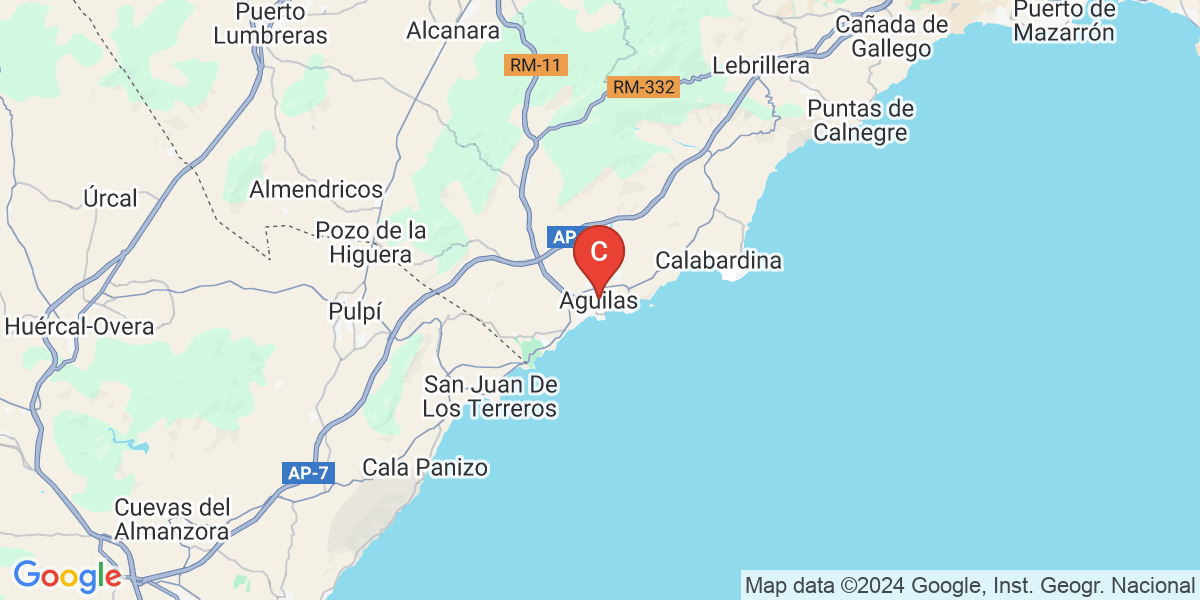 Puerto
Lumbreras
Alcanara
Cañada de
Gallego
Puerto de
Mazarrón
RM-11
RM-332
Lebrillera
Puntas de
Calnegre
Úrcal
Almendricos
Pozo de la
Higuera
AP-
C
Calabardina
Águilas
Pulpí
Huércal-Overa
San Juan De
Los Terreros
AP-7
Cala Panizo
Cuevas del
Almanzora
Google
Map data ©2024 Google, Inst. Geogr. Nacional